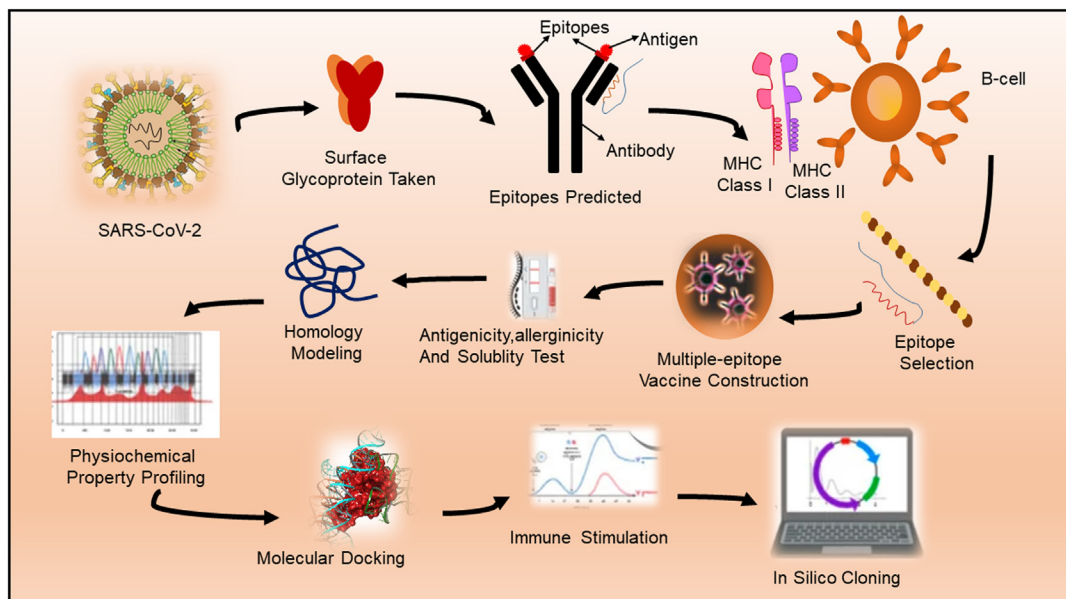 Epitopes
Antigen
B-cell
Antibody
MHC
Class I
MHC
Class II
Surface
Glycoprotein Taken
Epitopes Predicted
SARS-CoV-2
Homology
Modeling
Antigenicity,allerginicity
And Solublity Test
Multiple-epitope
Vaccine Construction
Epitope
Selection
Physiochemical
Property Profiling
Molecular Docking
Immune Stimulation
In Silico Cloning